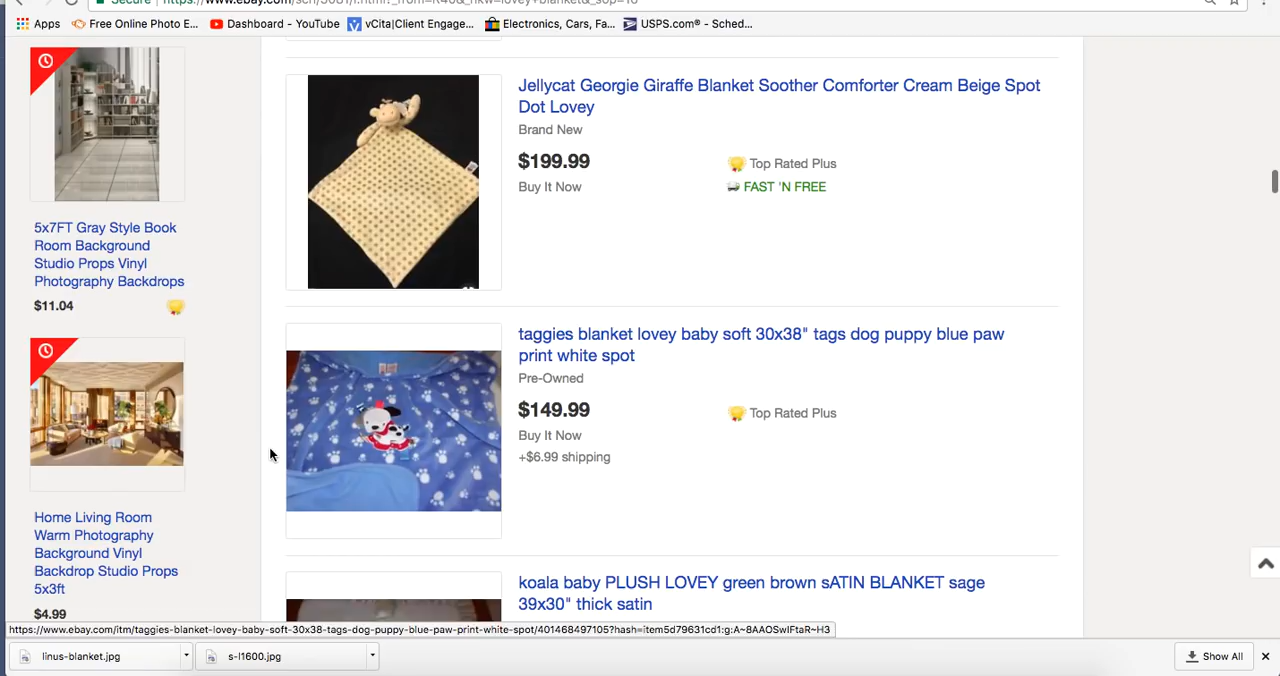 Apps
Free Online Photo E...
Dashboard - YouTube
vCita|Client Engage...
Electronics, Cars, Fa...
USPS.com® - Sched...
5x7FT Gray Style Book
Room Background
Studio Props Vinyl
Photography Backdrops
$11.04
Home Living Room
Warm Photography
Background Vinyl
Backdrop Studio Props
5x3ft
$4.99
Jellycat Georgie Giraffe Blanket Soother Comforter Cream Beige Spot
Dot Lovey
Brand New
$199.99
Top Rated Plus
Buy It Now
FAST 'N FREE
taggies blanket lovey baby soft 30x38" tags dog puppy blue paw
print white spot
Pre-Owned
$149.99
Top Rated Plus
Buy It Now
+$6.99 shipping
koala baby PLUSH LOVEY green brown sATIN BLANKET sage
39x30" thick satin
https://www.ebay.com/itm/taggies-blanket-lovey-baby-soft-30x38-tags-dog-puppy-blue-paw-print-white-spot/401468497105?hash=item5d79631cd1:g:A~8AAOSwIFtaR~H3
linus-blanket.jpg
s-l1600.jpg
Show All